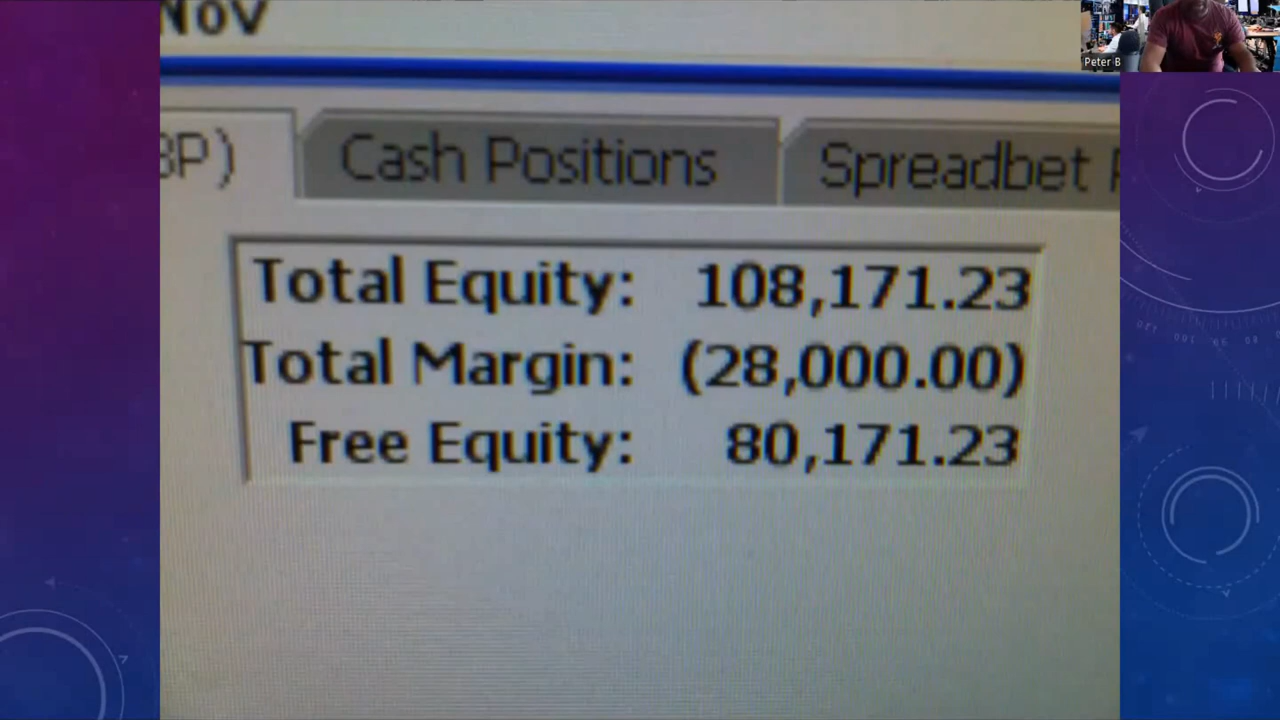 Nov
Peter B
BP)
Cash Positions
Spreadbet
Total Equity: 108,171.23
Total Margin: (28,000.00)
Free Equity: 80,171.23